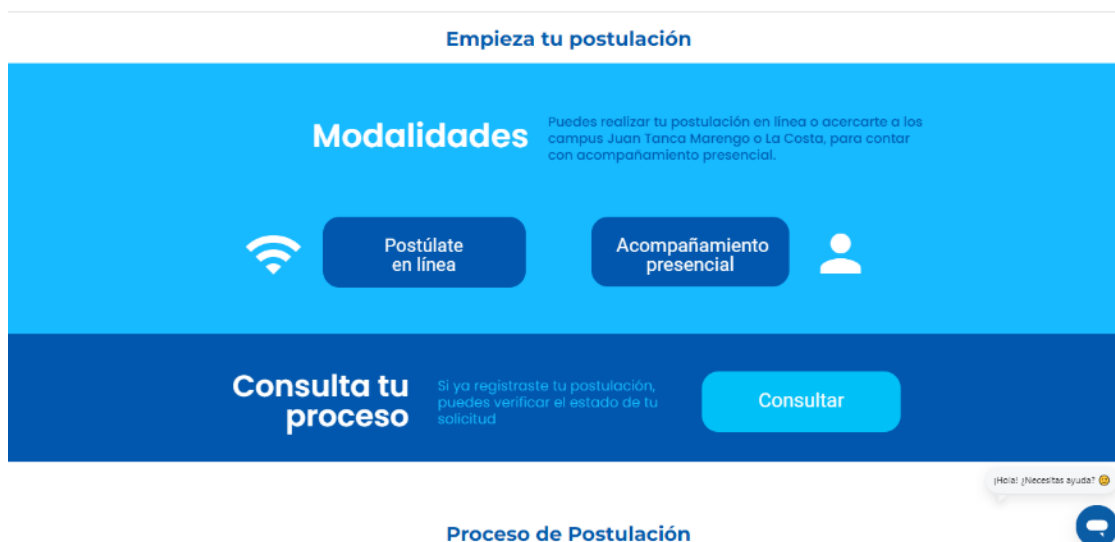 Empieza tu postulación
Modalidades
Puedes realizar tu postulación en línea o acercarte a los
campus Juan Tanca Marengo o La Costa, para contar
con acompañamiento presencial.
Postúlate
en línea
Acompañamiento
presencial
Consulta tu
proceso
Si ya registraste tu postulación,
puedes verificar el estado de tu
solicitud
Consultar
¡Hola! ¿Necesitas ayuda?
Proceso de Postulación